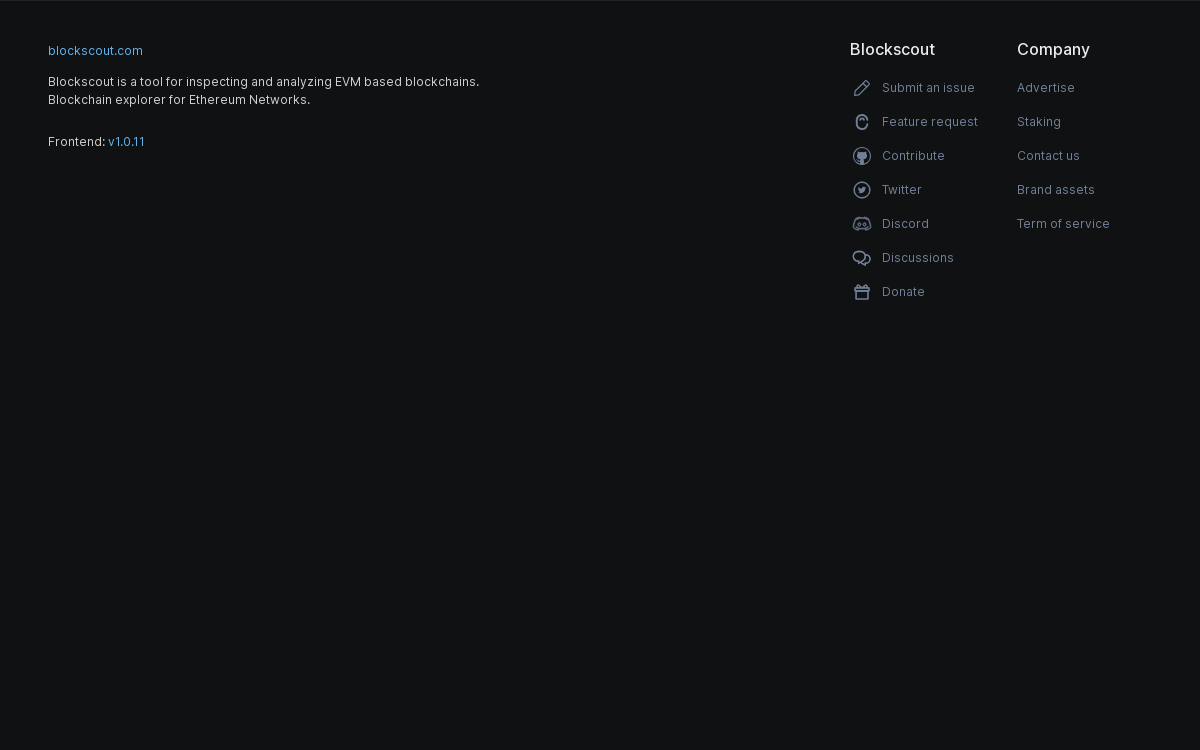 blockscout.com
Blockscout is a tool for inspecting and analyzing EVM based blockchains.
Blockchain explorer for Ethereum Networks.
Frontend: v1.0.11
Blockscout
Submit an issue
Feature request
Contribute
Twitter
Discord
Discussions
Donate
Company
Advertise
Staking
Contact us
Brand assets
Term of service